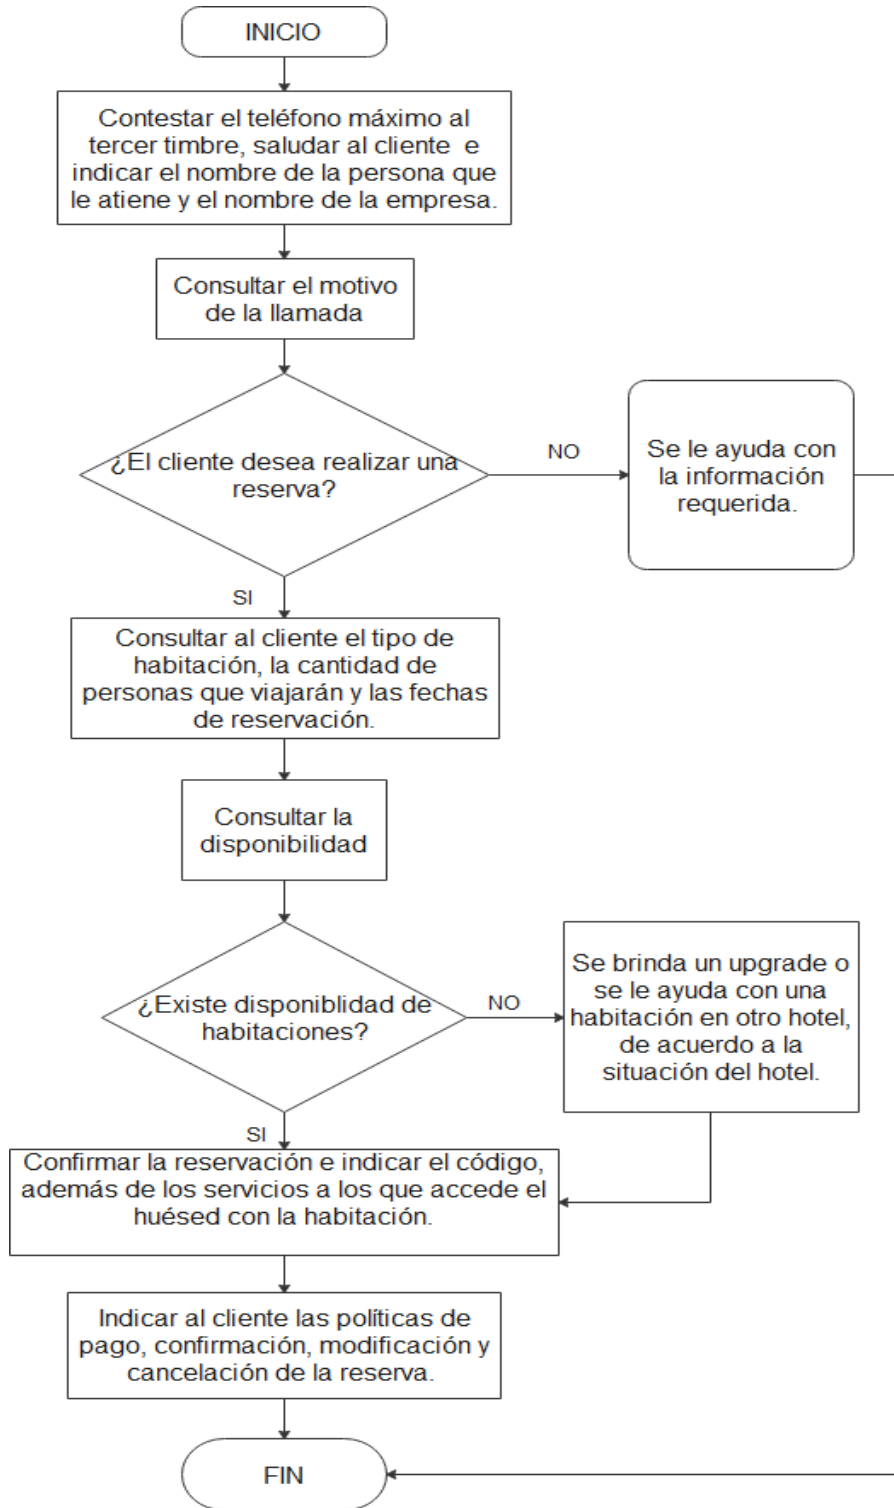 INICIO
Contestar el teléfono máximo al
tercer timbre, saludar al cliente e
indicar el nombre de la persona que
le atiene y el nombre de la empresa.
Consultar el motivo
de la llamada
¿El cliente desea realizar una
reserva?
NO
Se le ayuda con
la información
requerida.
SI
Consultar al cliente el tipo de
habitación, la cantidad de
personas que viajarán y las fechas
de reservación.
Consultar la
disponibilidad
¿Existe disponiblidad de
habitaciones?
NO
Se brinda un upgrade o
se le ayuda con una
habitación en otro hotel,
de acuerdo a la
situación del hotel.
SI
Confirmar la reservación e indicar el código,
además de los servicios a los que accede el
huésed con la habitación.
Indicar al cliente las políticas de
pago, confirmación, modificación y
cancelación de la reserva.
FIN